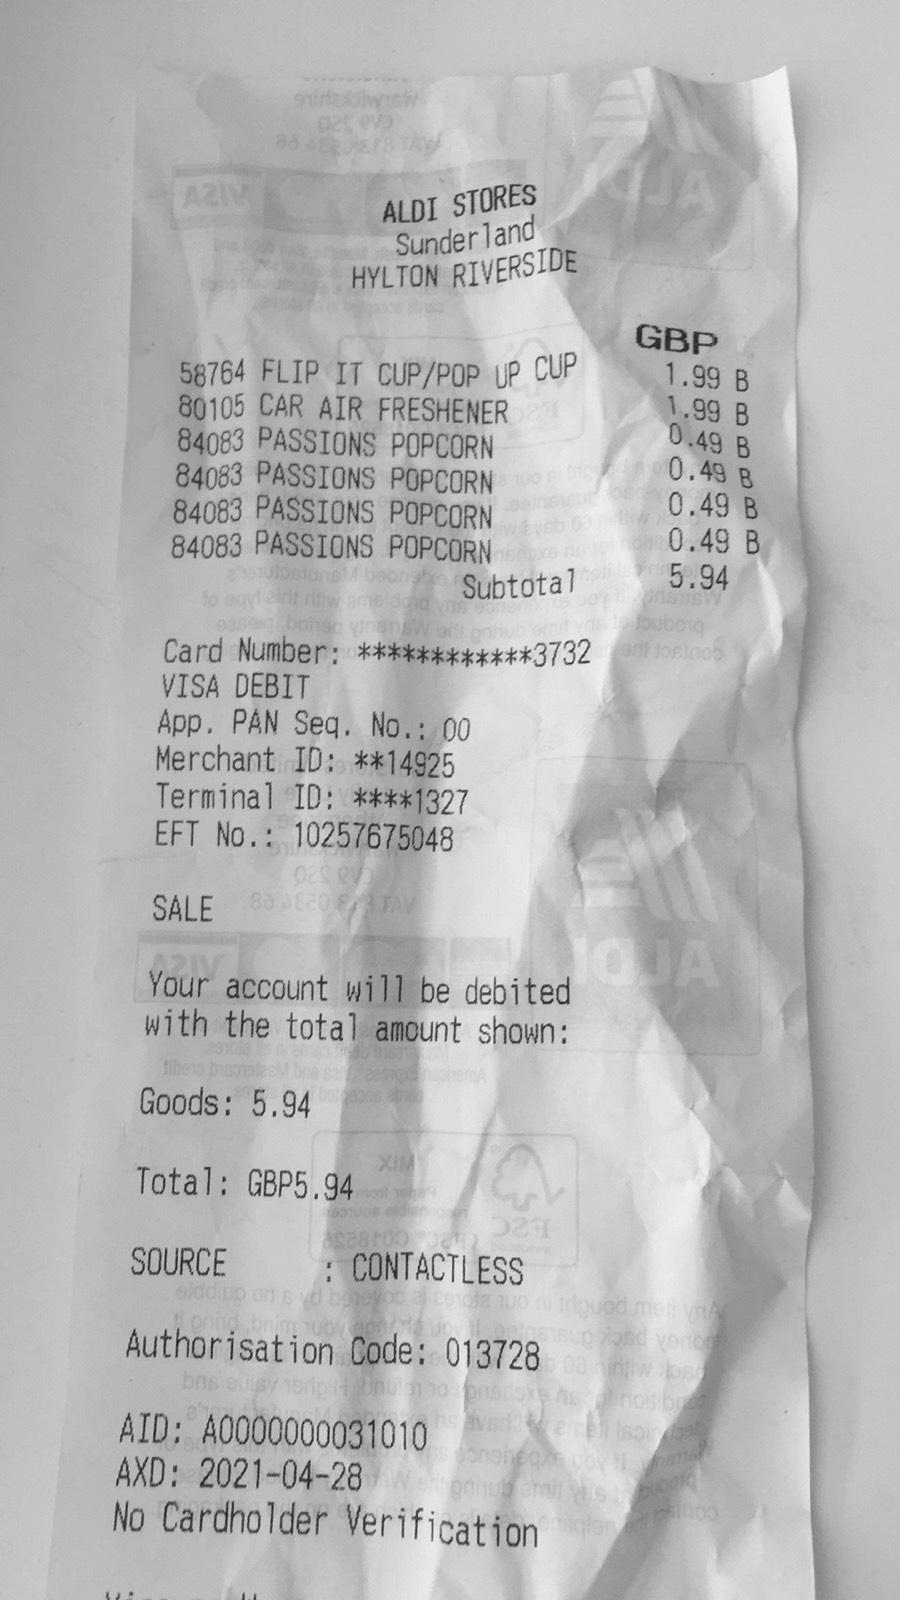 ALDI STORES
Sunderland
HYLTON RIVERSIDE
GBP
58764 FLIP IT CUP/POP UP CUP 1.99 B
80105 CAR AIR FRESHENER 1.99 B
84083 PASSIONS POPCORN 0.49 B
84083 PASSIONS POPCORN 0.49 B
84083 PASSIONS POPCORN 0.49 B
84083 PASSIONS POPCORN 0.49 B
Subtotal 5.94
Card Number: ************3732
VISA DEBIT
App. PAN Seq. No.: 00
Merchant ID: **14925
Terminal ID: ****1327
EFT No.: 10257675048
SALE
Your account will be debited
with the total amount shown:
Goods: 5.94
Total: GBP5.94
SOURCE : CONTACTLESS
Authorisation Code: 013728
AID: A0000000031010
AXD: 2021-04-28
No Cardholder Verification